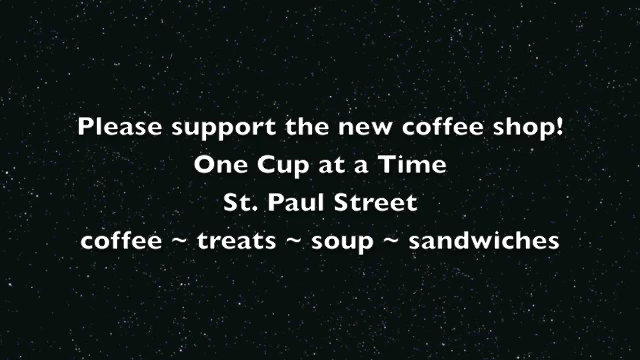 Please support the new coffee shop!
One Cup at a Time
St. Paul Street
coffee ~ treats ~ soup ~ sandwiches